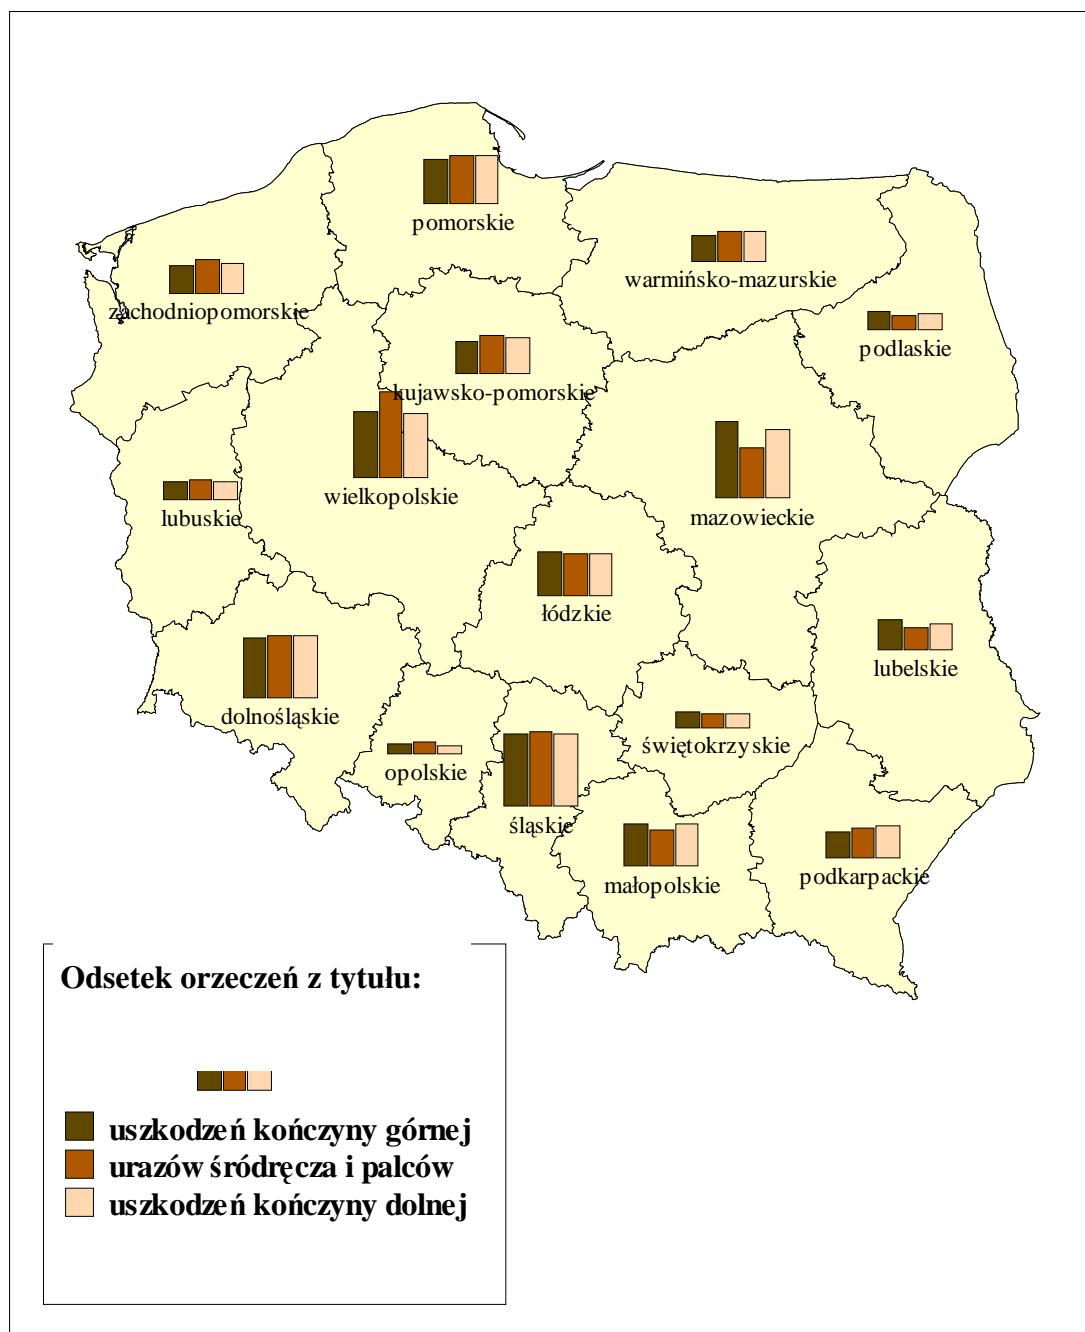 pomorskie
warmińsko-mazurskie
zachodniopomorskie
podlaskie
kujawsko-pomorskie
wielkopolskie
mazowieckie
lubuskie
łódzkie
lubelskie
dolnośląskie
świętokrzyskie
opolskie
śląskie
małopolskie
podkarpackie
Odsetek orzeczeń z tytułu:
uszkodzeń kończyny górnej
urazów śródręcza i palców
uszkodzeń kończyny dolnej